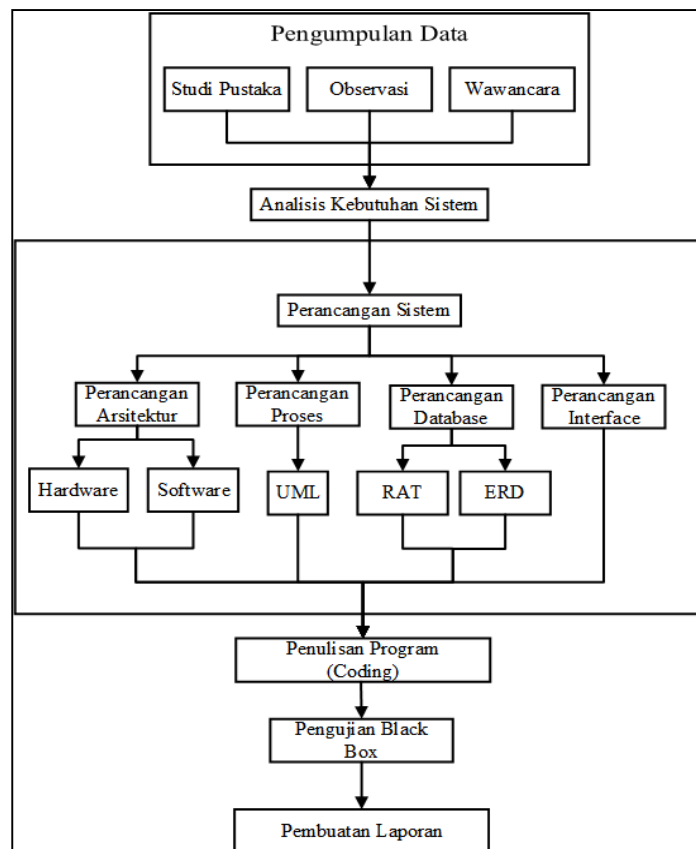 Pengumpulan Data
Studi Pustaka
Observasi
Wawancara
Analisis Kebutuhan Sistem
Perancangan Sistem
Perancangan
Arsitektur
Perancangan
Proses
Perancangan
Database
Perancangan
Interface
Hardware
Software
UML
RAT
ERD
Penulisan Program
(Coding)
Pengujian Black
Box
Pembuatan Laporan